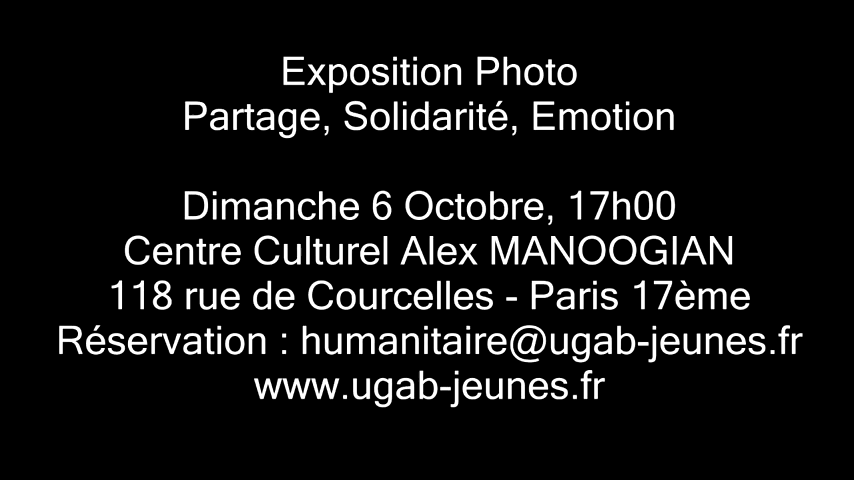 Exposition Photo
Partage, Solidarité, Emotion
Dimanche 6 Octobre, 17h00
Centre Culturel Alex MANOOGIAN
118 rue de Courcelles - Paris 17ème
Réservation : humanitaire@ugab-jeunes.fr
www.ugab-jeunes.fr